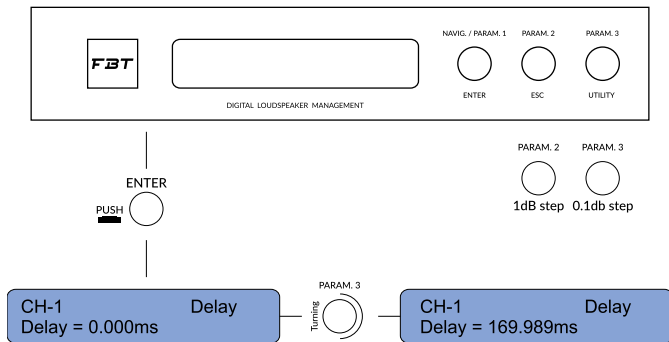 NAVIG. / PARAM. 1 PARAM. 2 PARAM. 3
FBT
ENTER ESC UTILITY
DIGITAL LOUDSPEAKER MANAGEMENT
PARAM. 2 PARAM. 3
ENTER
PUSH
1dB step 0.1db step
PARAM. 3
Turning
CH-1 Delay
Delay = 0.000ms
CH-1 Delay
Delay = 169.989ms